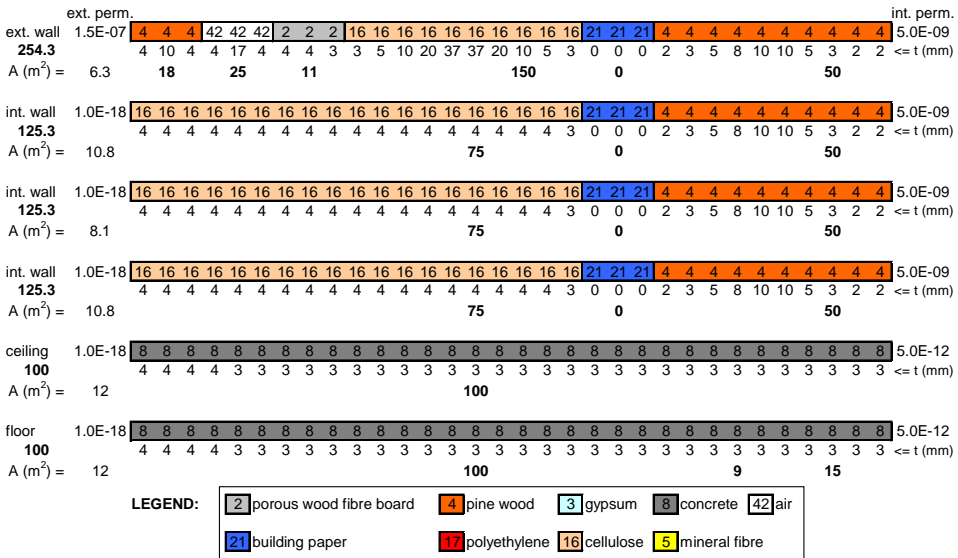 ext. perm. int. perm.
ext. wall 1.5E-07 4 4 4 42 42 42 2 2 2 16 16 16 16 16 16 16 16 16 16 21 21 21 4 4 4 4 4 4 4 4 4 4 5.0E-09
254.3 4 10 4 4 17 4 4 4 3 3 5 10 20 37 37 20 10 5 3 0 0 0 2 3 5 8 10 10 5 3 2 2 <= t (mm)
A (m²) = 6.3 18 25 11 150 0 50
int. wall 1.0E-18 16 16 16 16 16 16 16 16 16 16 16 16 16 16 16 16 16 16 16 21 21 21 4 4 4 4 4 4 4 4 4 4 5.0E-09
125.3 4 4 4 4 4 4 4 4 4 4 4 4 4 4 4 4 4 4 3 0 0 0 2 3 5 8 10 10 5 3 2 2 <= t (mm)
A (m²) = 10.8 75 0 50
int. wall 1.0E-18 16 16 16 16 16 16 16 16 16 16 16 16 16 16 16 16 16 16 16 21 21 21 4 4 4 4 4 4 4 4 4 4 5.0E-09
125.3 4 4 4 4 4 4 4 4 4 4 4 4 4 4 4 4 4 4 3 0 0 0 2 3 5 8 10 10 5 3 2 2 <= t (mm)
A (m²) = 8.1 75 0 50
int. wall 1.0E-18 16 16 16 16 16 16 16 16 16 16 16 16 16 16 16 16 16 16 16 21 21 21 4 4 4 4 4 4 4 4 4 4 5.0E-09
125.3 4 4 4 4 4 4 4 4 4 4 4 4 4 4 4 4 4 4 3 0 0 0 2 3 5 8 10 10 5 3 2 2 <= t (mm)
A (m²) = 10.8 75 0 50
ceiling 1.0E-18 8 8 8 8 8 8 8 8 8 8 8 8 8 8 8 8 8 8 8 8 8 8 8 8 8 8 8 8 8 8 8 8 5.0E-12
100 4 4 4 4 3 3 3 3 3 3 3 3 3 3 3 3 3 3 3 3 3 3 3 3 3 3 3 3 3 3 3 3 <= t (mm)
A (m²) = 12 100
floor 1.0E-18 8 8 8 8 8 8 8 8 8 8 8 8 8 8 8 8 8 8 8 8 8 8 8 8 8 8 8 8 8 8 8 8 5.0E-12
100 4 4 4 4 3 3 3 3 3 3 3 3 3 3 3 3 3 3 3 3 3 3 3 3 3 3 3 3 3 3 3 3 <= t (mm)
A (m²) = 12 100 9 15
LEGEND: 2 porous wood fibre board 4 pine wood 3 gypsum 8 concrete 42 air
21 building paper 17 polyethylene 16 cellulose 5 mineral fibre